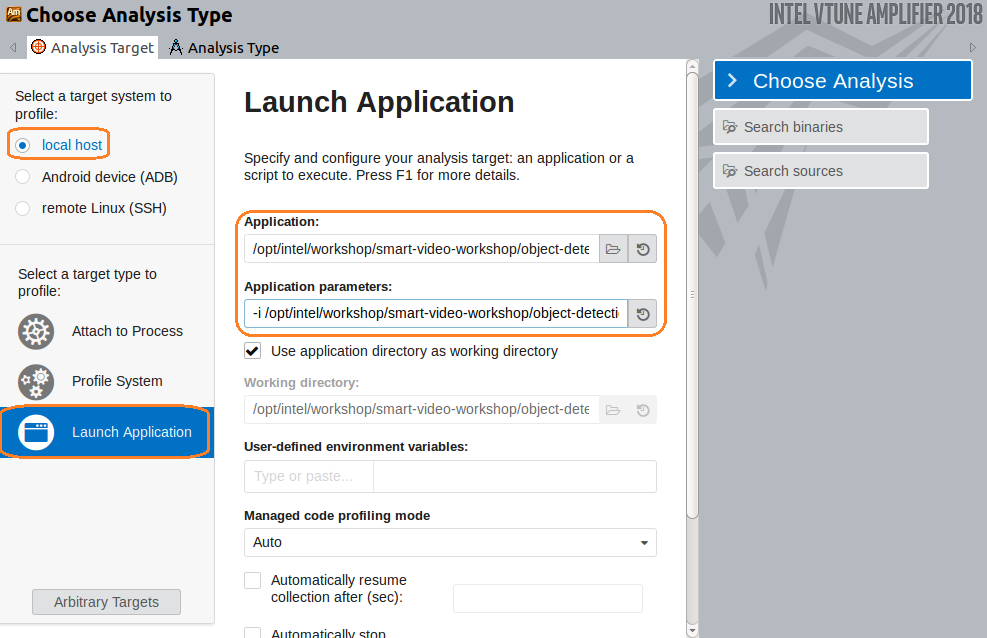 Am Choose Analysis Type
INTEL VTUNE AMPLIFIER 2018
Analysis Target
Analysis Type
Select a target system to
profile:
local host
Android device (ADB)
remote Linux (SSH)
Select a target type to
profile:
Attach to Process
Profile System
Launch Application
Arbitrary Targets
Launch Application
Specify and configure your analysis target: an application or a
script to execute. Press F1 for more details.
Application:
/opt/intel/workshop/smart-video-workshop/object-dete
Application parameters:
-i /opt/intel/workshop/smart-video-workshop/object-detecti
Use application directory as working directory
Working directory:
/opt/intel/workshop/smart-video-workshop/object-dete
User-defined environment variables:
Type or paste...
Managed code profiling mode
Auto
Automatically resume
collection after (sec):
Automatically stop
Choose Analysis
Search binaries
Search sources